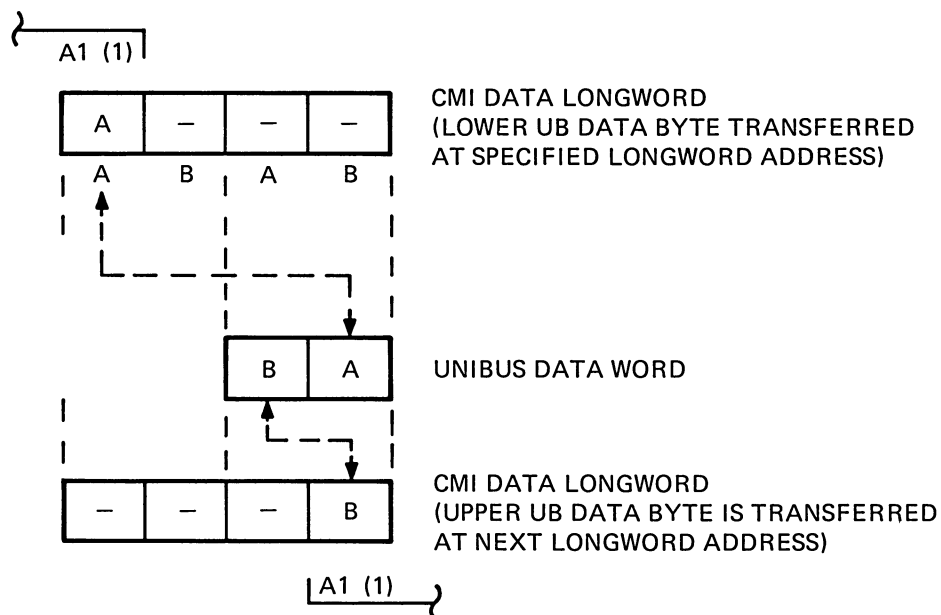 A1 (1)
A – – –
CMI DATA LONGWORD
(LOWER UB DATA BYTE TRANSFERRED
AT SPECIFIED LONGWORD ADDRESS)
A B A B
B A
UNIBUS DATA WORD
– – – B
CMI DATA LONGWORD
(UPPER UB DATA BYTE IS TRANSFERRED
AT NEXT LONGWORD ADDRESS)
A1 (1)